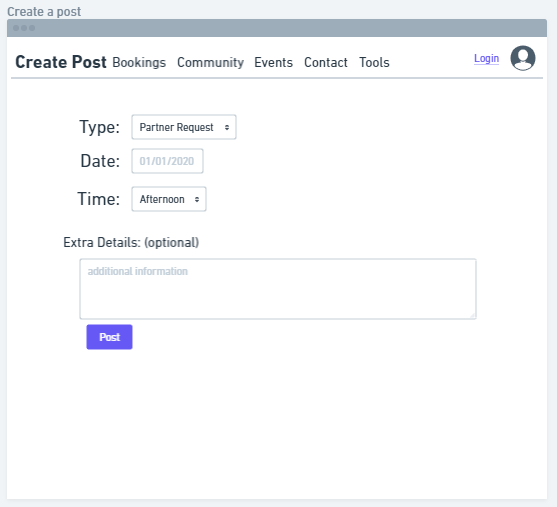 Create a post
Create Post Bookings Community Events Contact Tools Login
Type: Partner Request
Date: 01/01/2020
Time: Afternoon
Extra Details: (optional)
additional information
Post